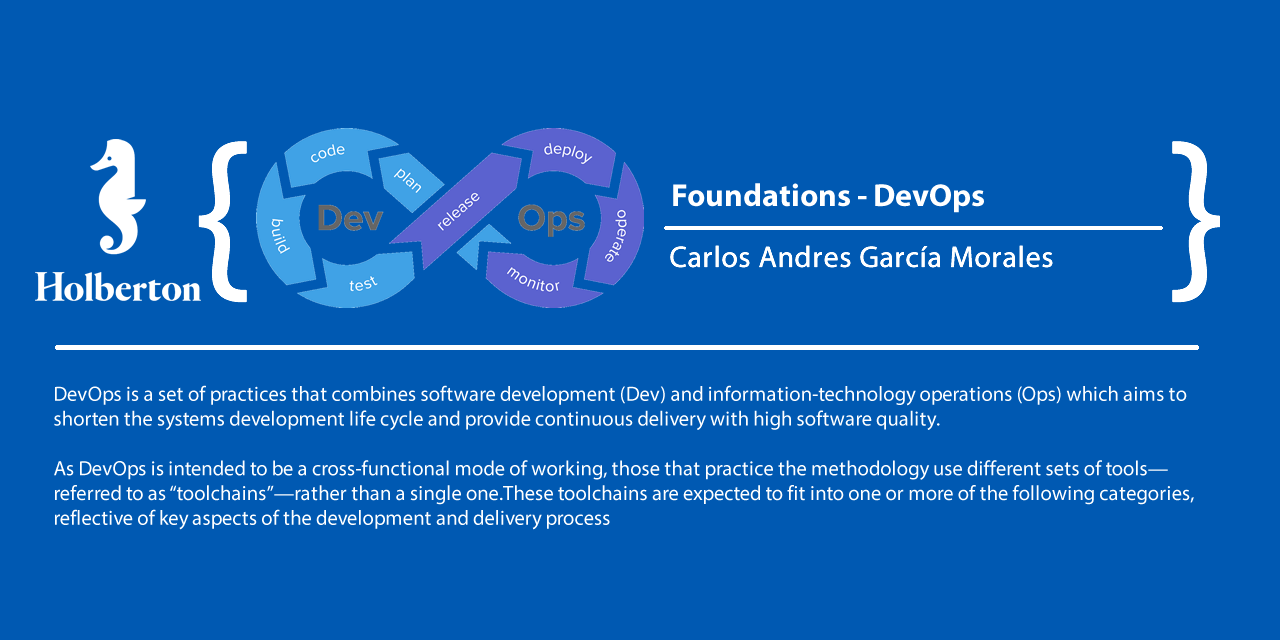 Holberton
{
code
plan
build
Dev
test
release
deploy
Ops
operate
monitor
Foundations - DevOps
Carlos Andres García Morales
}
DevOps is a set of practices that combines software development (Dev) and information-technology operations (Ops) which aims to
shorten the systems development life cycle and provide continuous delivery with high software quality.
As DevOps is intended to be a cross-functional mode of working, those that practice the methodology use different sets of tools—
referred to as “toolchains”—rather than a single one.These toolchains are expected to fit into one or more of the following categories,
reflective of key aspects of the development and delivery process